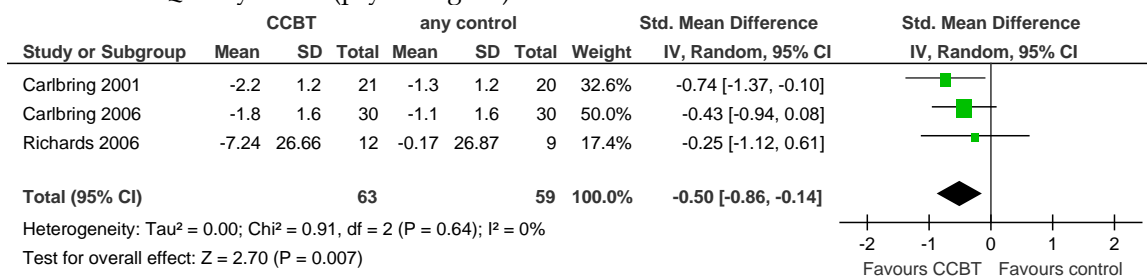 CCBT any control Std. Mean Difference Std. Mean Difference
Study or Subgroup Mean SD Total Mean SD Total Weight IV, Random, 95% CI IV, Random, 95% CI
Carlbring 2001 -2.2 1.2 21 -1.3 1.2 20 32.6% -0.74 [-1.37, -0.10]
Carlbring 2006 -1.8 1.6 30 -1.1 1.6 30 50.0% -0.43 [-0.94, 0.08]
Richards 2006 -7.24 26.66 12 -0.17 26.87 9 17.4% -0.25 [-1.12, 0.61]
Total (95% CI) 63 59 100.0% -0.50 [-0.86, -0.14]
Heterogeneity: Tau² = 0.00; Chi² = 0.91, df = 2 (P = 0.64); I² = 0%
Test for overall effect: Z = 2.70 (P = 0.007)
-2 -1 0 1 2
Favours CCBT Favours control